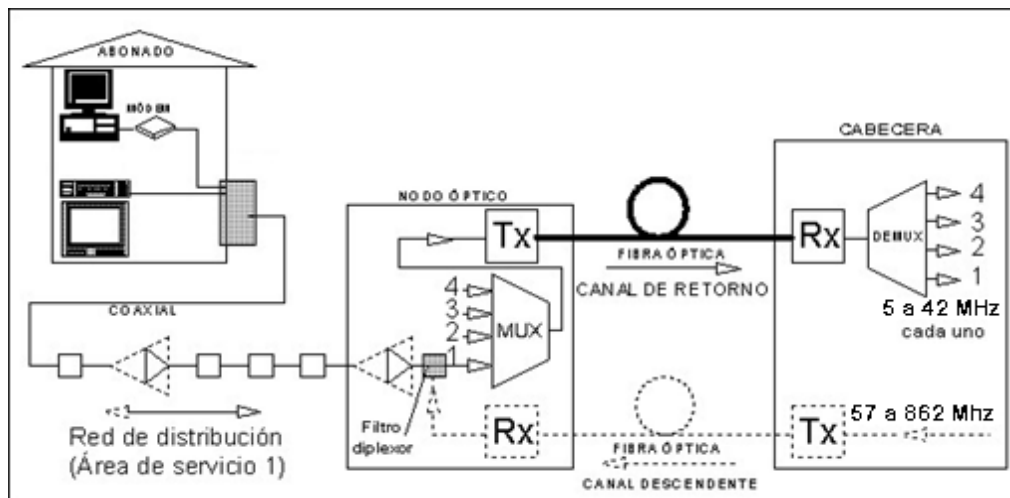 ABONADO
MÓDEM
COAXIAL
Red de distribución
(Área de servicio 1)
NODO ÓPTICO
Tx
4
3
2
1
MUX
Filtro
diplexor
Rx
FIBRA ÓPTICA
CANAL DE RETORNO
FIBRA ÓPTICA
CANAL DESCENDENTE
CABECERA
Rx
DEMUX
4
3
2
1
5 a 42 MHz
cada uno
Tx
57 a 862 Mhz